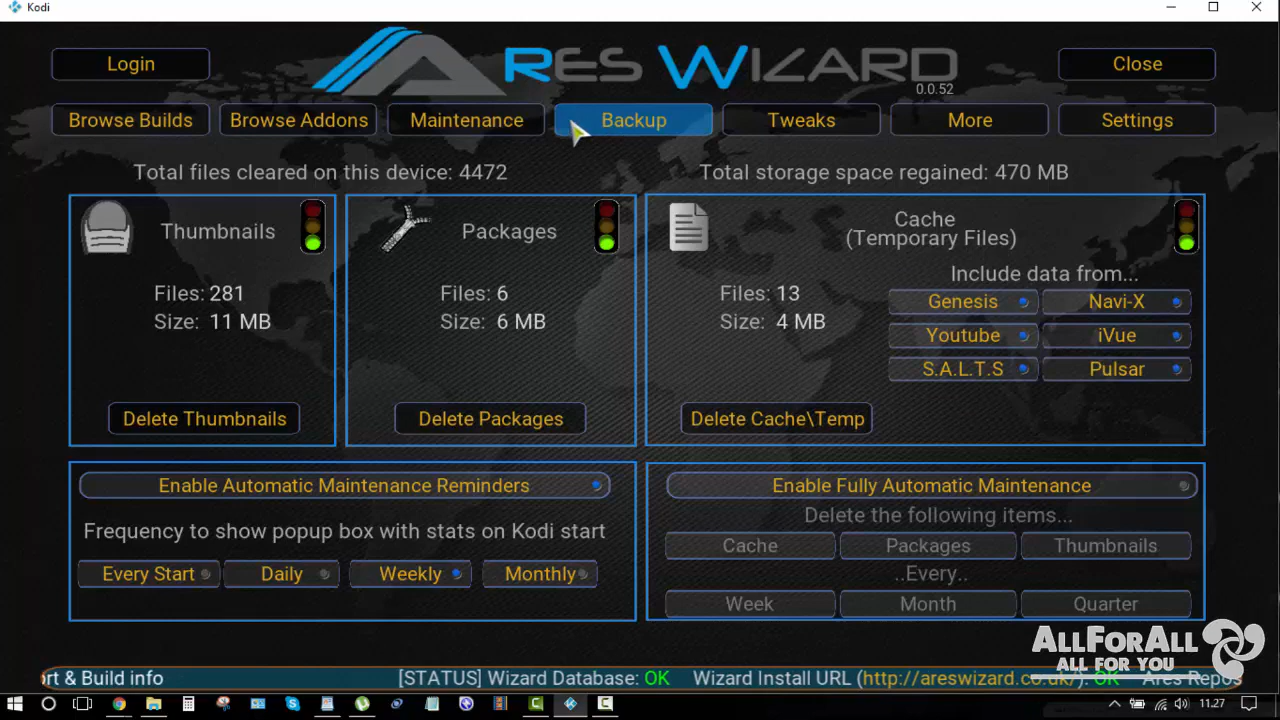 Kodi
Login
ARES WIZARD
0.0.52
Close
Browse Builds
Browse Addons
Maintenance
Backup
Tweaks
More
Settings
Total files cleared on this device: 4472
Total storage space regained: 470 MB
Thumbnails
Files: 281
Size: 11 MB
Delete Thumbnails
Packages
Files: 6
Size: 6 MB
Delete Packages
Cache
(Temporary Files)
Files: 13
Size: 4 MB
Include data from...
Genesis
Navi-X
Youtube
iVue
S.A.L.T.S
Pulsar
Delete Cache\Temp
Enable Automatic Maintenance Reminders
Frequency to show popup box with stats on Kodi start
Every Start
Daily
Weekly
Monthly
Enable Fully Automatic Maintenance
Delete the following items...
Cache
Packages
Thumbnails
..Every..
Week
Month
Quarter
ALLFORALL
ALL FOR YOU
ort & Build info [STATUS] Wizard Database: OK Wizard Install URL (http://areswizard.co.uk/): OK Ares Repos
11.27